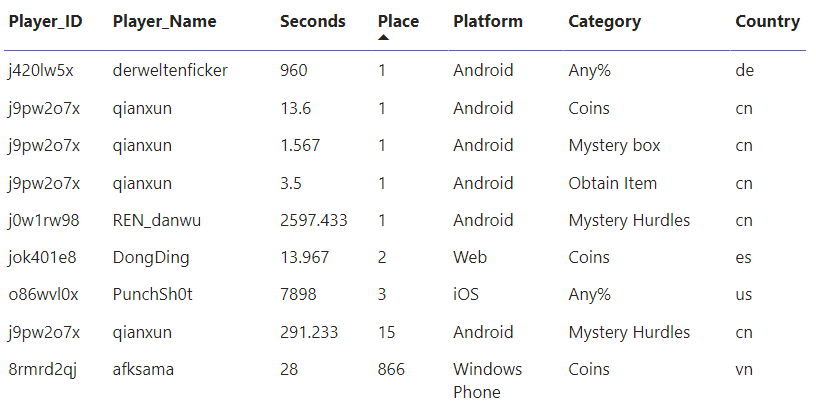 Player_ID Player_Name Seconds Place Platform Category Country
j420lw5x derweltenficker 960 1 Android Any% de
j9pw2o7x qianxun 13.6 1 Android Coins cn
j9pw2o7x qianxun 1.567 1 Android Mystery box cn
j9pw2o7x qianxun 3.5 1 Android Obtain Item cn
j0w1rw98 REN_danwu 2597.433 1 Android Mystery Hurdles cn
jok401e8 DongDing 13.967 2 Web Coins es
o86wvl0x PunchSh0t 7898 3 iOS Any% us
j9pw2o7x qianxun 291.233 15 Android Mystery Hurdles cn
8rmrd2qj afksama 28 866 Windows Coins vn
Phone